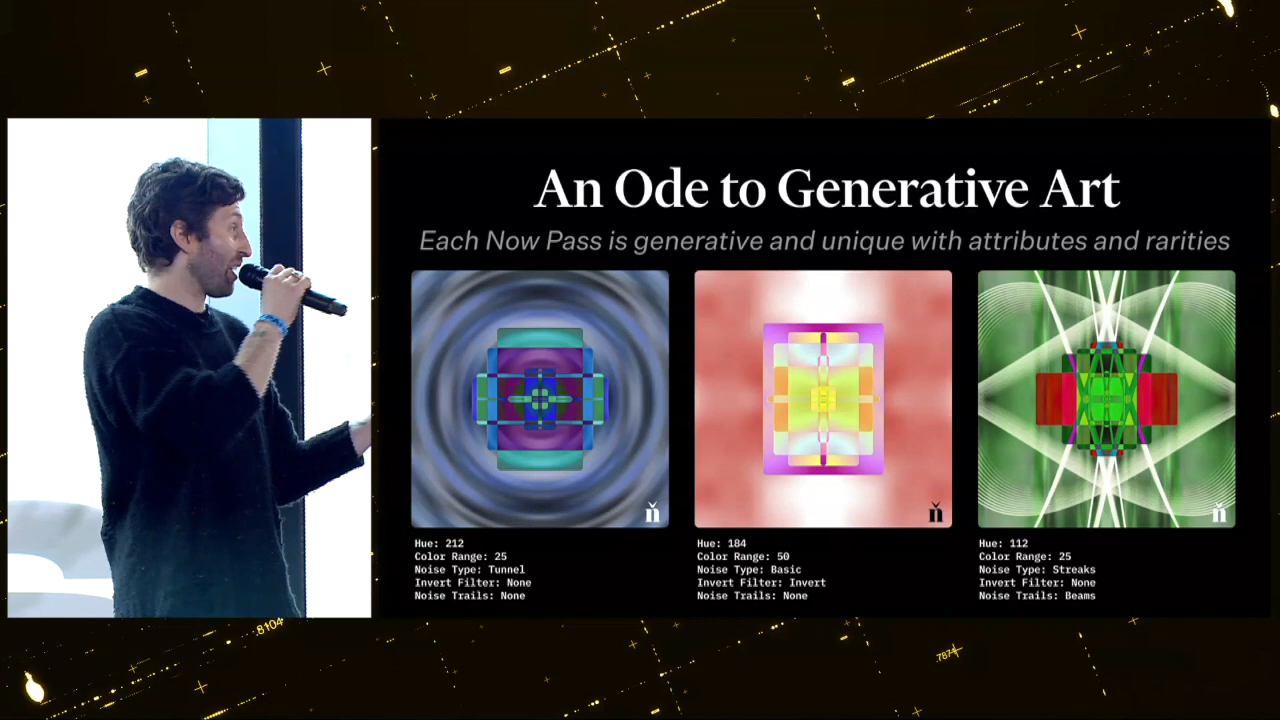 An Ode to Generative Art
Each Now Pass is generative and unique with attributes and rarities
ň
ň
ň
Hue: 212
Color Range: 25
Noise Type: Tunnel
Invert Filter: None
Noise Trails: None
Hue: 184
Color Range: 50
Noise Type: Basic
Invert Filter: Invert
Noise Trails: None
Hue: 112
Color Range: 25
Noise Type: Streaks
Invert Filter: None
Noise Trails: Beams
8104